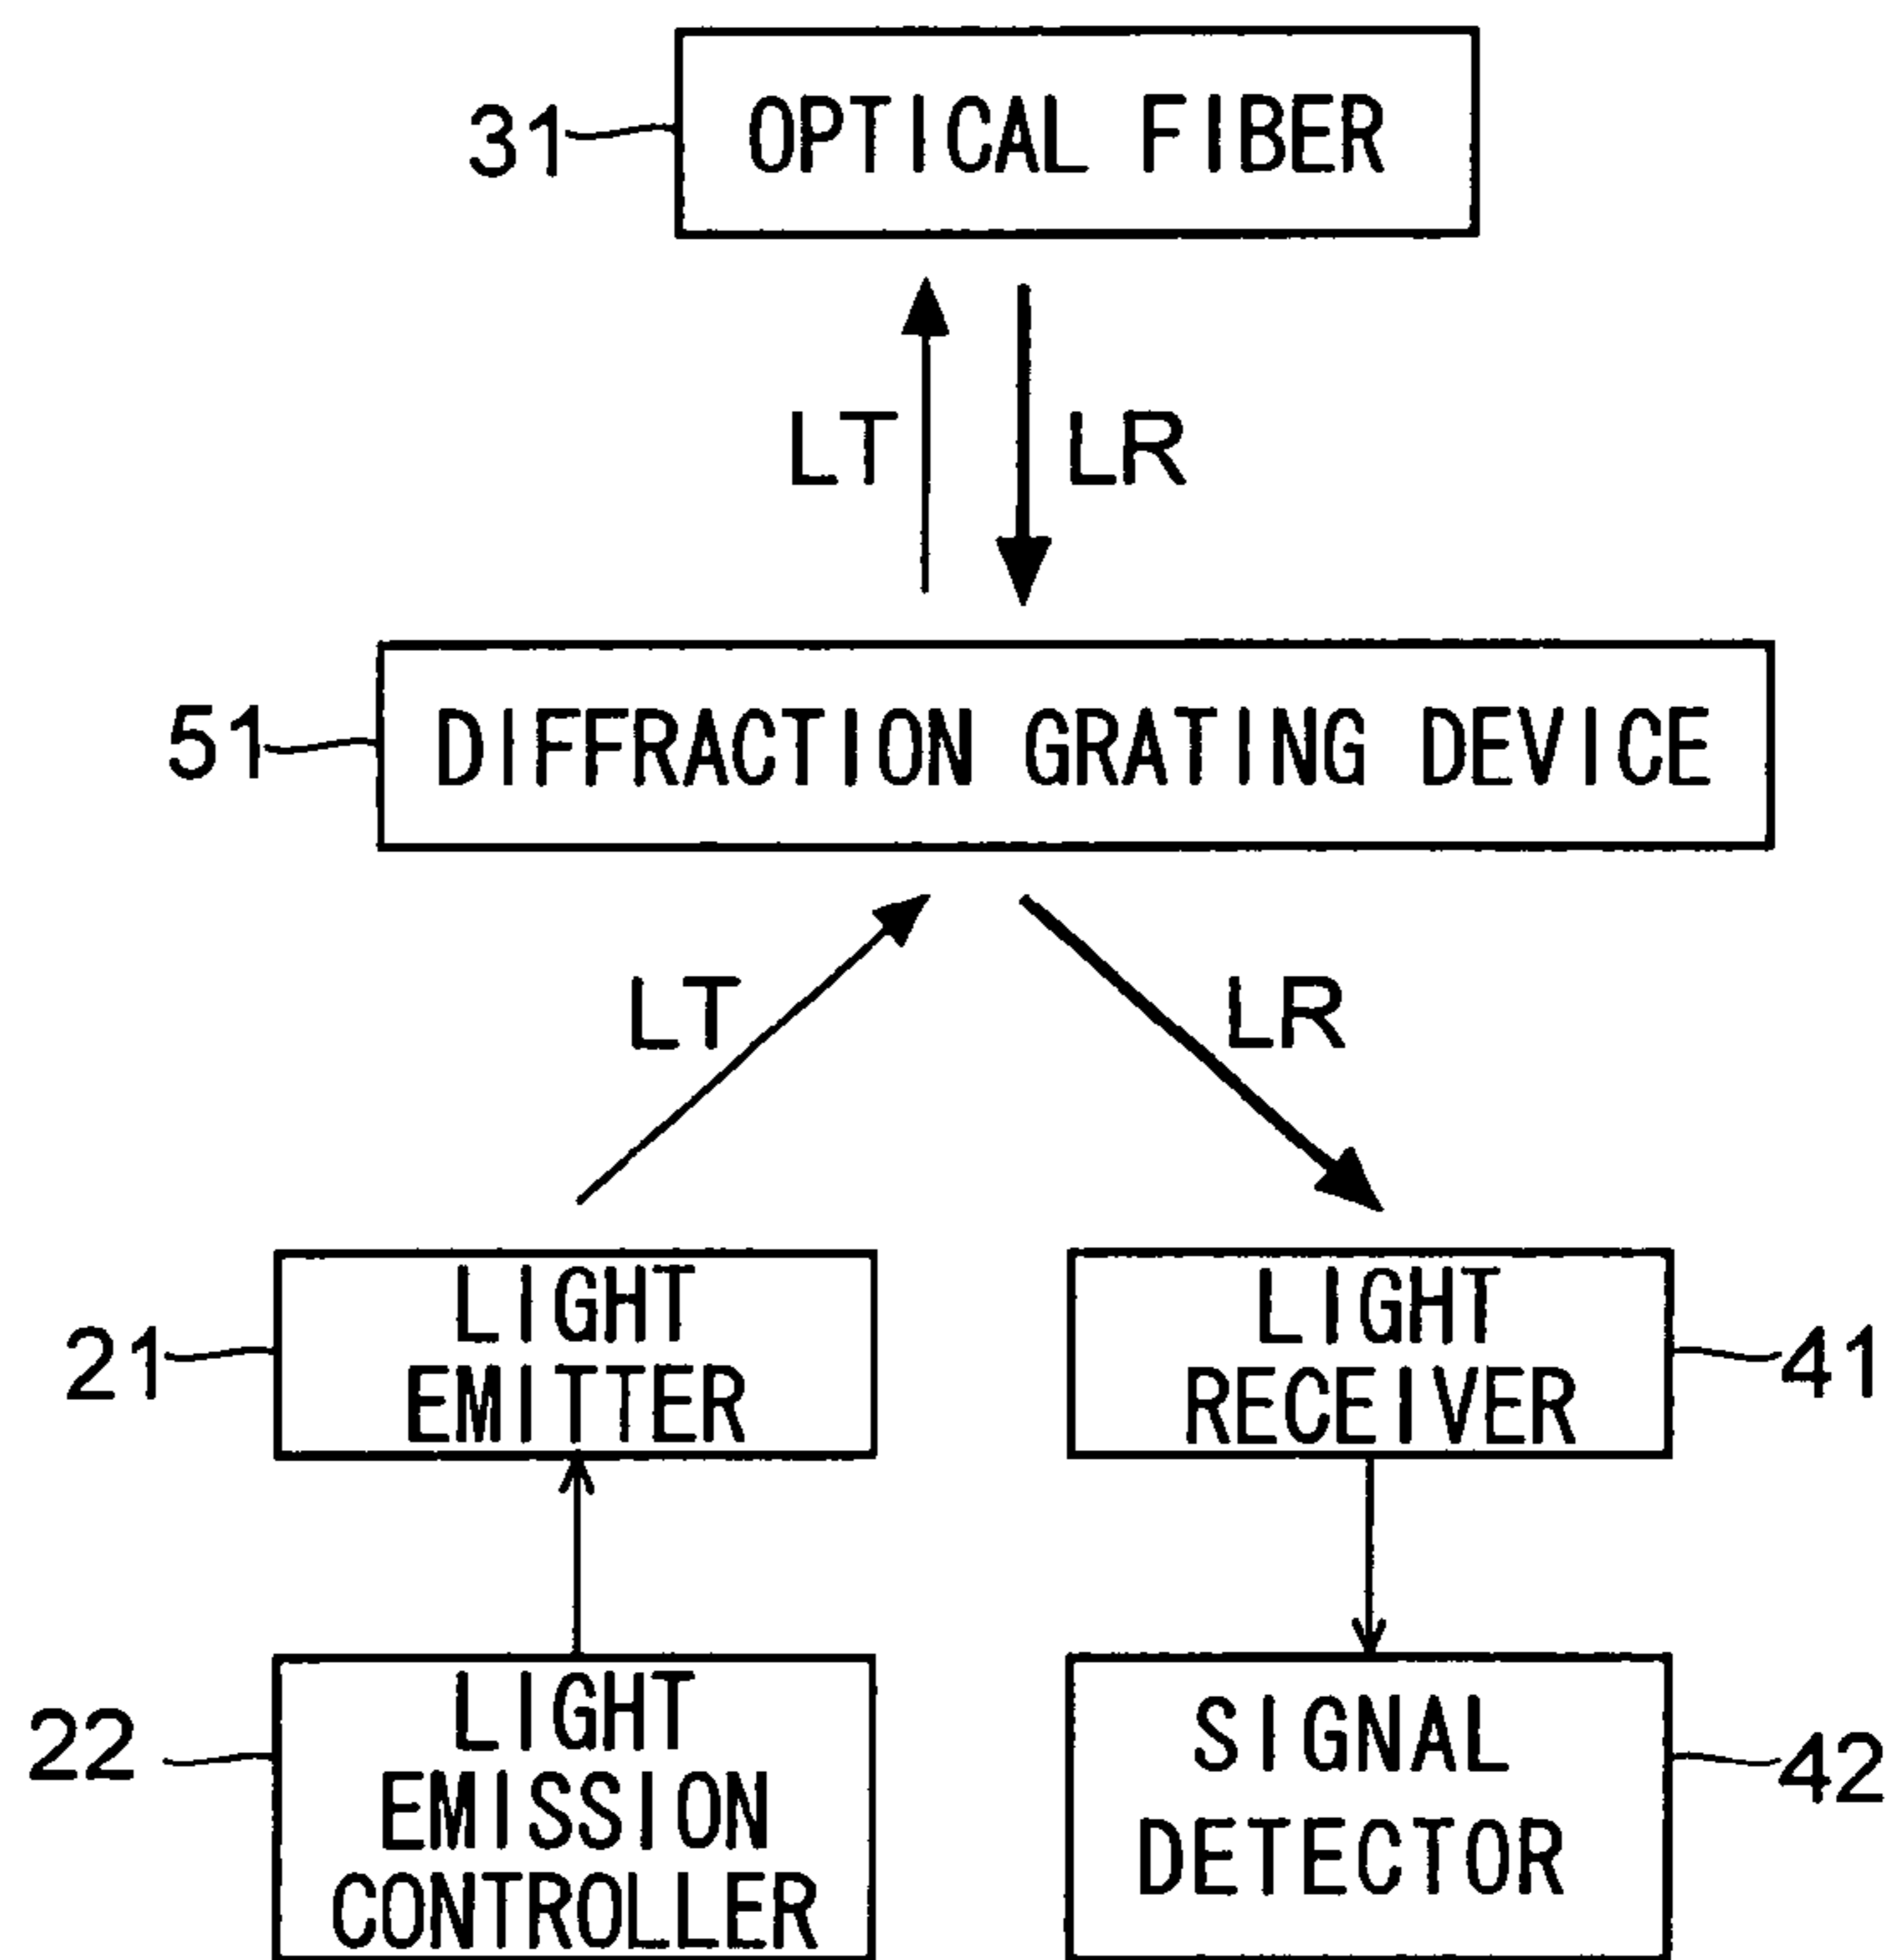 31
OPTICAL FIBER
LT
LR
51
DIFFRACTION GRATING DEVICE
LT
LR
21
LIGHT
EMITTER
LIGHT
RECEIVER
41
22
LIGHT
EMISSION
CONTROLLER
SIGNAL
DETECTOR
42